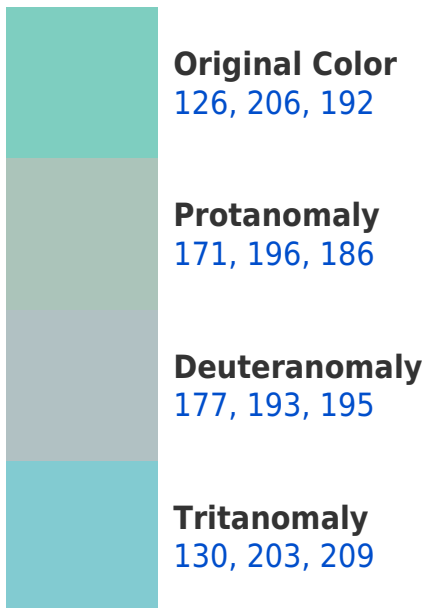 Original Color
126, 206, 192
Protanomaly
171, 196, 186
Deuteranomaly
177, 193, 195
Tritanomaly
130, 203, 209